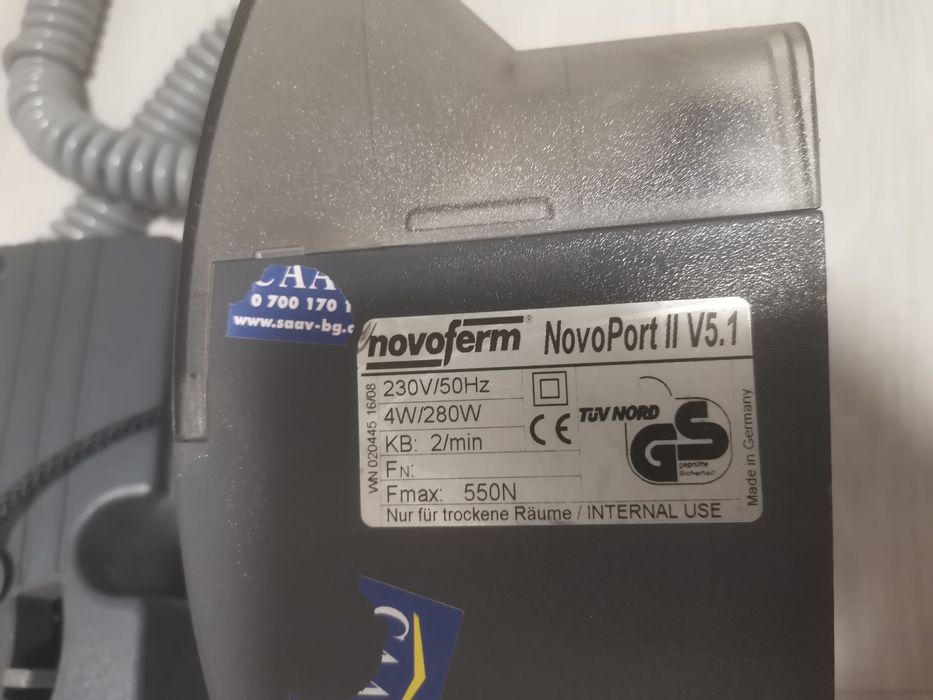 0 700 170 1
www.saav-bg.c
novoferm® NovoPort II V5.1
WN 020445 16/08
230V/50Hz
4W/280W
KB: 2/min
FN:
Fmax: 550N
CE
TÜV NORD
GS
geprüfte
Sicherheit
Made in Germany
Nur für trockene Räume / INTERNAL USE